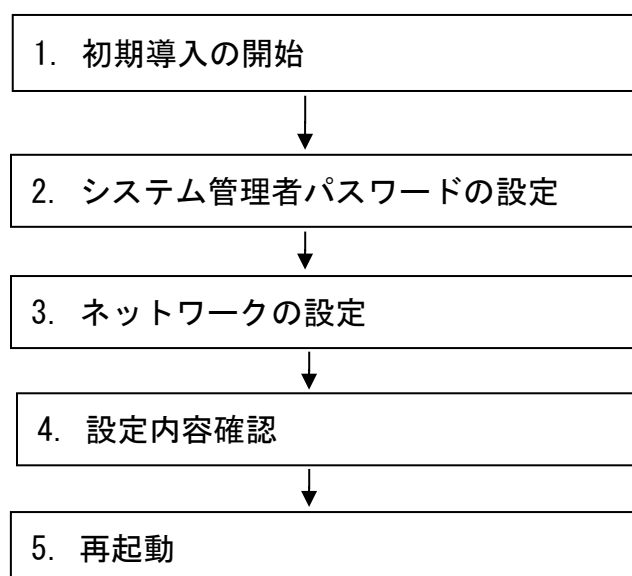 1. 初期導入の開始
2. システム管理者パスワードの設定
3. ネットワークの設定
4. 設定内容確認
5. 再起動